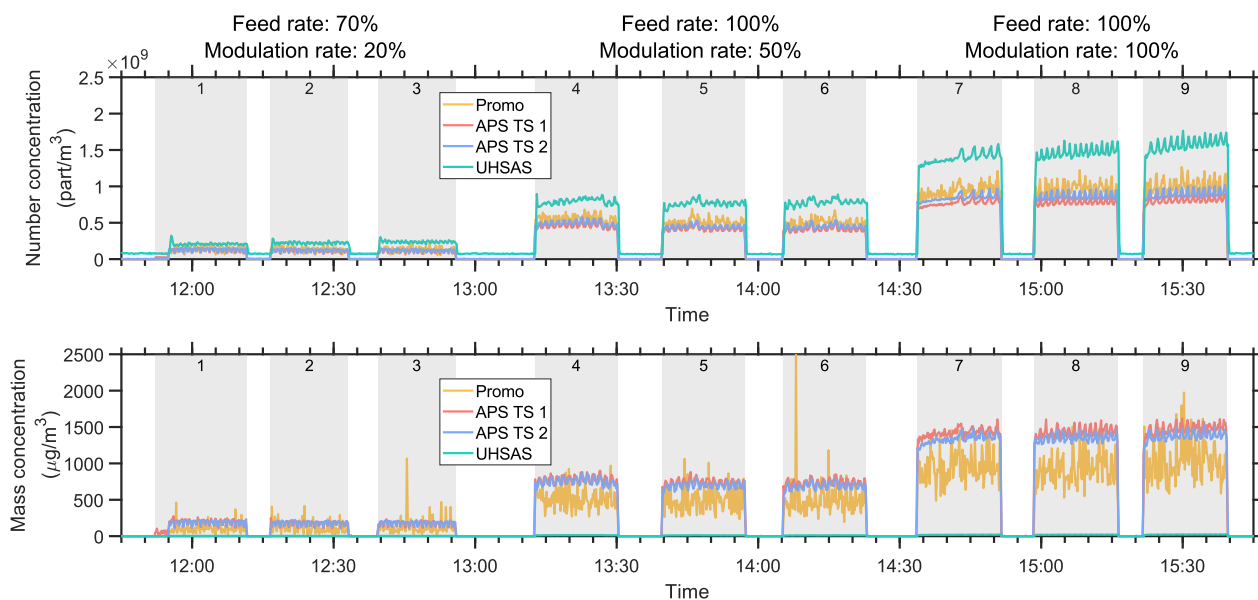 Feed rate: 70%
Modulation rate: 20%
Feed rate: 100%
Modulation rate: 50%
Feed rate: 100%
Modulation rate: 100%
×10⁹
Number concentration
(part/m³)
2.5
2
1.5
1
0.5
0
1 2 3 4 5 6 7 8 9
Promo
APS TS 1
APS TS 2
UHSAS
12:00 12:30 13:00 13:30 14:00 14:30 15:00 15:30
Time
Mass concentration
(μg/m³)
2500
2000
1500
1000
500
0
1 2 3 4 5 6 7 8 9
Promo
APS TS 1
APS TS 2
UHSAS
12:00 12:30 13:00 13:30 14:00 14:30 15:00 15:30
Time